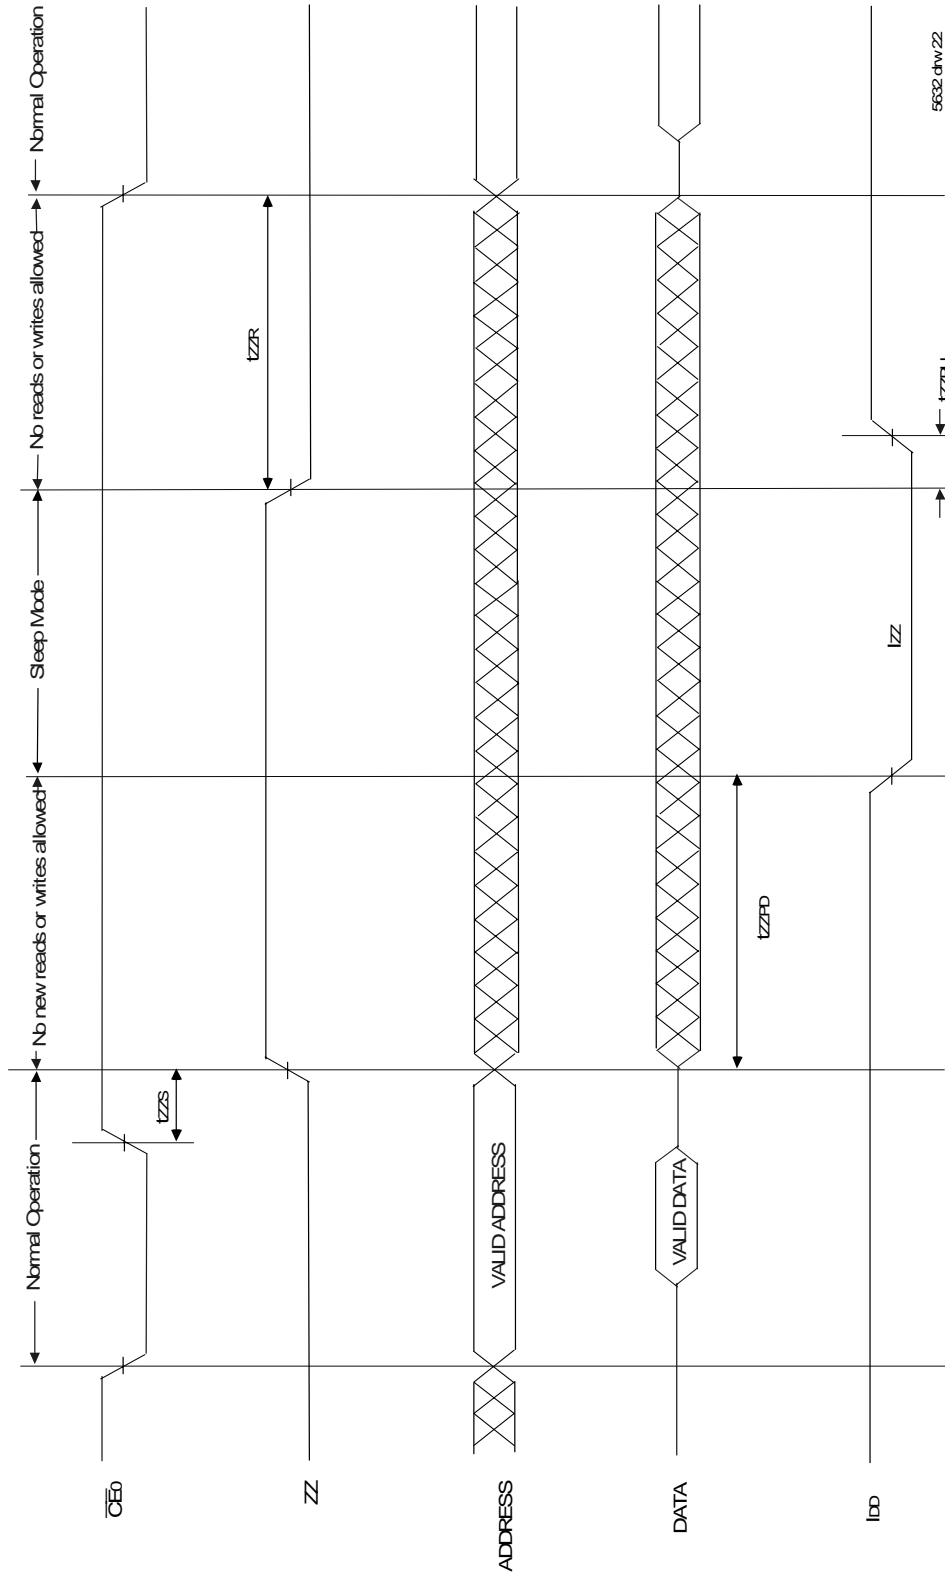 Normal Operation
No new reads or writes allowed
Sleep Mode
No reads or writes allowed
Normal Operation
CE0
tZZS
tZZR
ZZ
ADDRESS
VALID ADDRESS
DATA
VALID DATA
tZZPD
IDD
IZZ
tZZPU
5632 drw 22